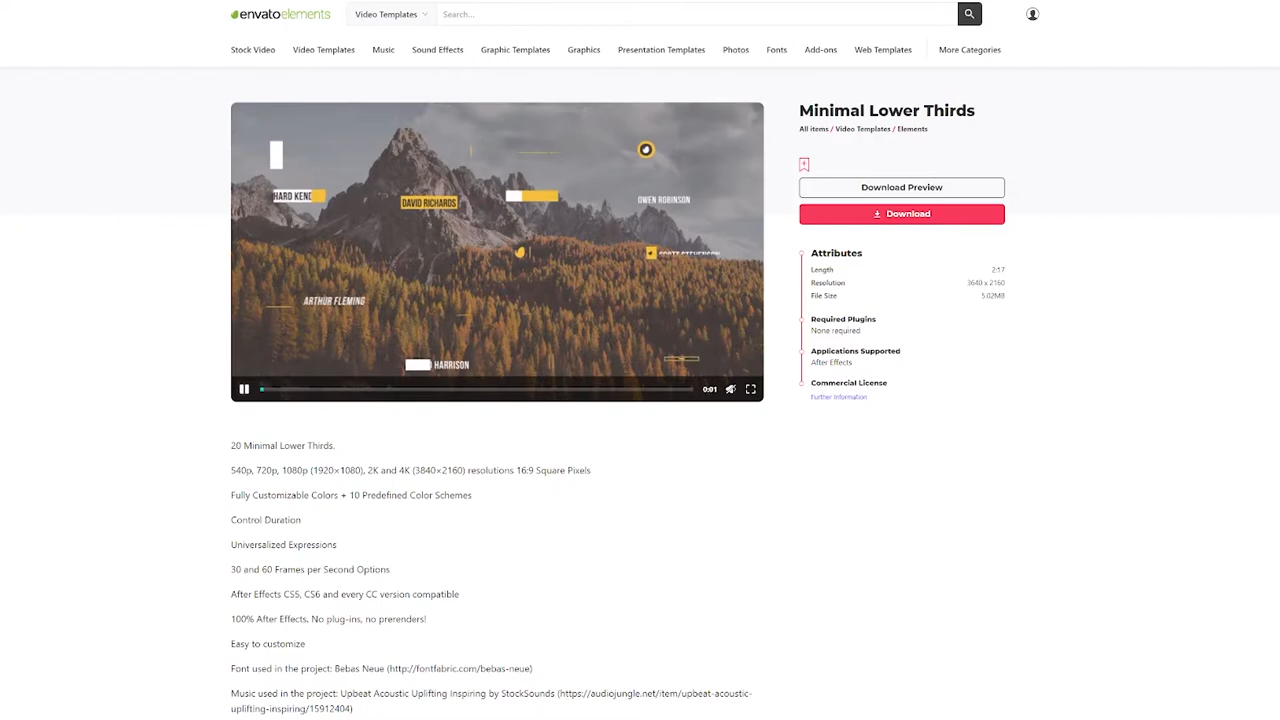 envatoelements
Video Templates
Search...
Stock Video
Video Templates
Music
Sound Effects
Graphic Templates
Graphics
Presentation Templates
Photos
Fonts
Add-ons
Web Templates
More Categories
HARD KEND
DAVID RICHARDS
OWEN ROBINSON
SCOTT STEVENSON
ARTHUR FLEMING
HARRISON
0:01
Minimal Lower Thirds
All items / Video Templates / Elements
Download Preview
Download
Attributes
Length 2:17
Resolution 3640 x 2160
File Size 5.02MB
Required Plugins
None required
Applications Supported
After Effects
Commercial License
Further Information
20 Minimal Lower Thirds.
540p, 720p, 1080p (1920×1080), 2K and 4K (3840×2160) resolutions 16:9 Square Pixels
Fully Customizable Colors + 10 Predefined Color Schemes
Control Duration
Universalized Expressions
30 and 60 Frames per Second Options
After Effects CS5, CS6 and every CC version compatible
100% After Effects. No plug-ins, no prerenders!
Easy to customize
Font used in the project: Bebas Neue (http://fontfabric.com/bebas-neue)
Music used in the project: Upbeat Acoustic Uplifting Inspiring by StockSounds (https://audiojungle.net/item/upbeat-acoustic-
uplifting-inspiring/15912404)